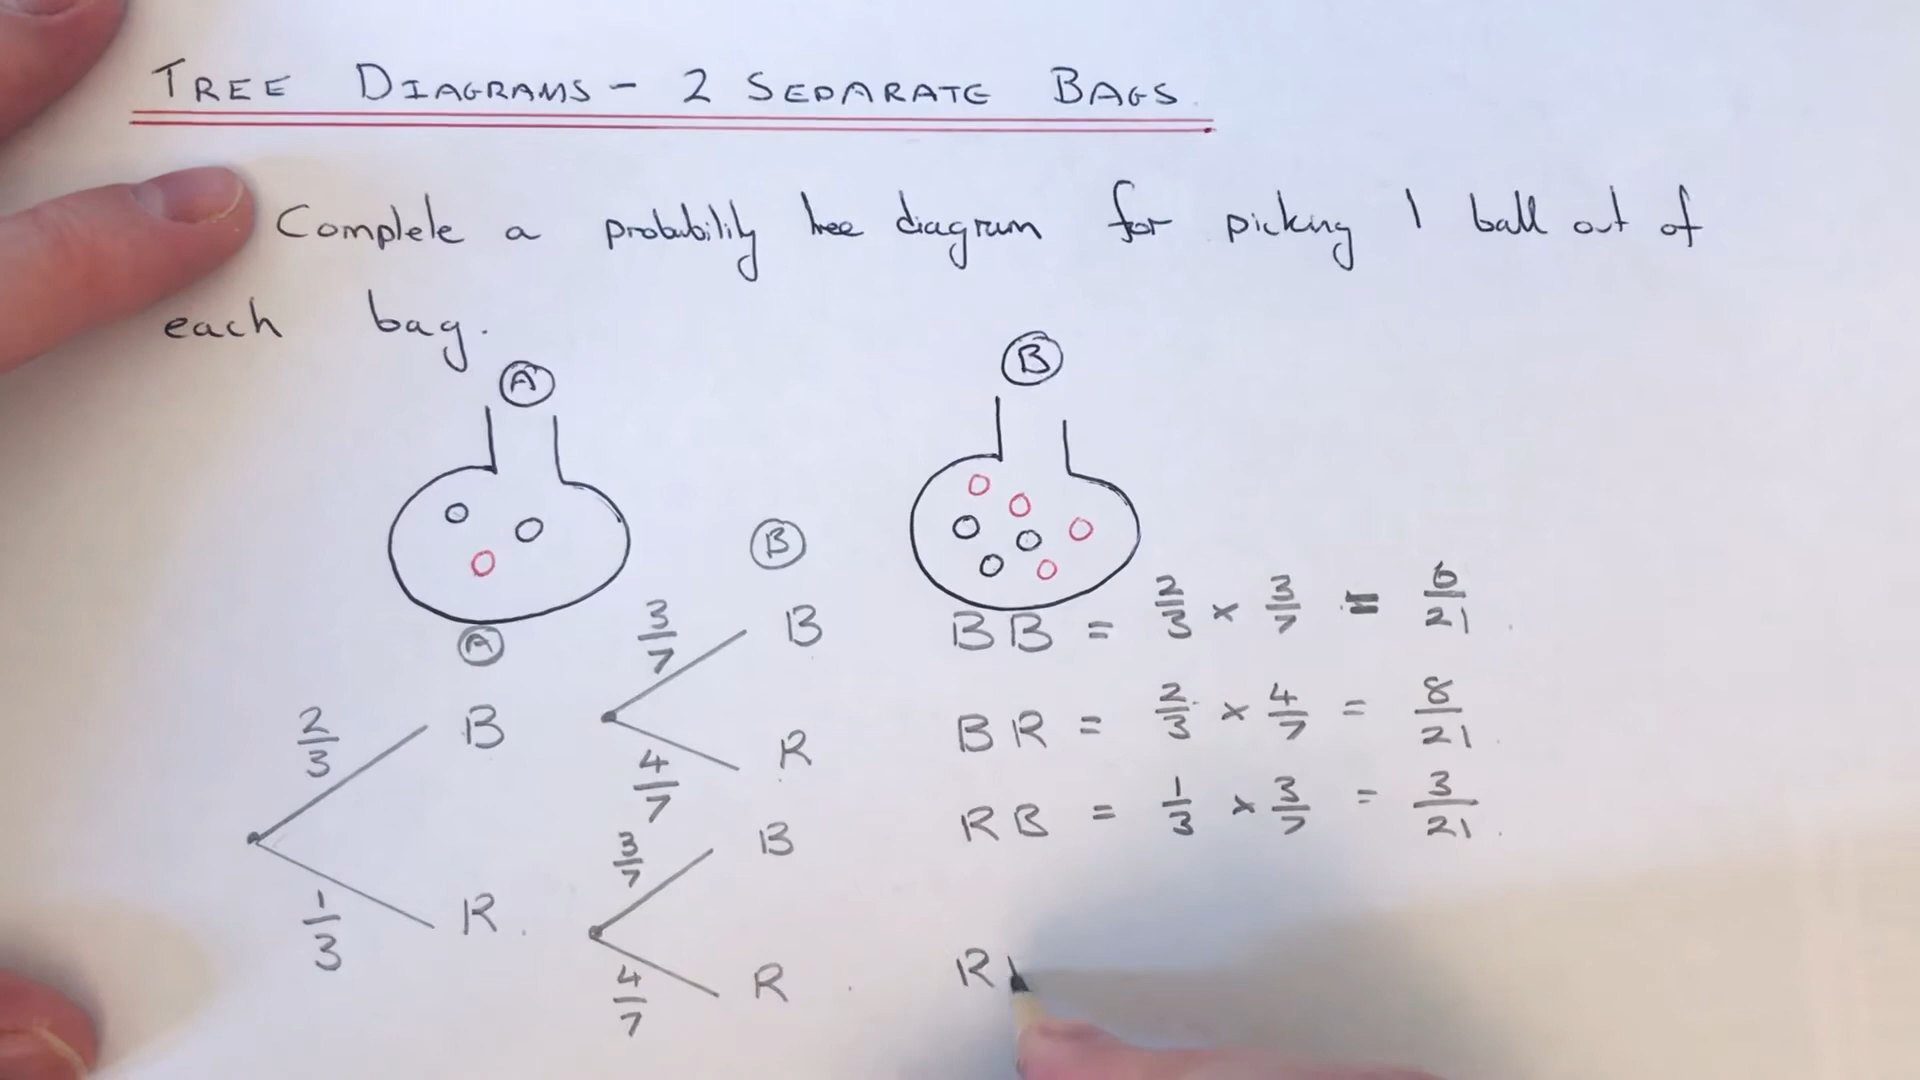 TREE DIAGRAMS - 2 SEPARATE BAGS
Complete a probability tree diagram for picking 1 ball out of
each bag.
A
B
B
A
3/7 B
2/3 B
4/7 R
1/3 R
3/7 B
4/7 R
BB = 2/3 × 3/7 = 6/21
BR = 2/3 × 4/7 = 8/21
RB = 1/3 × 3/7 = 3/21
R